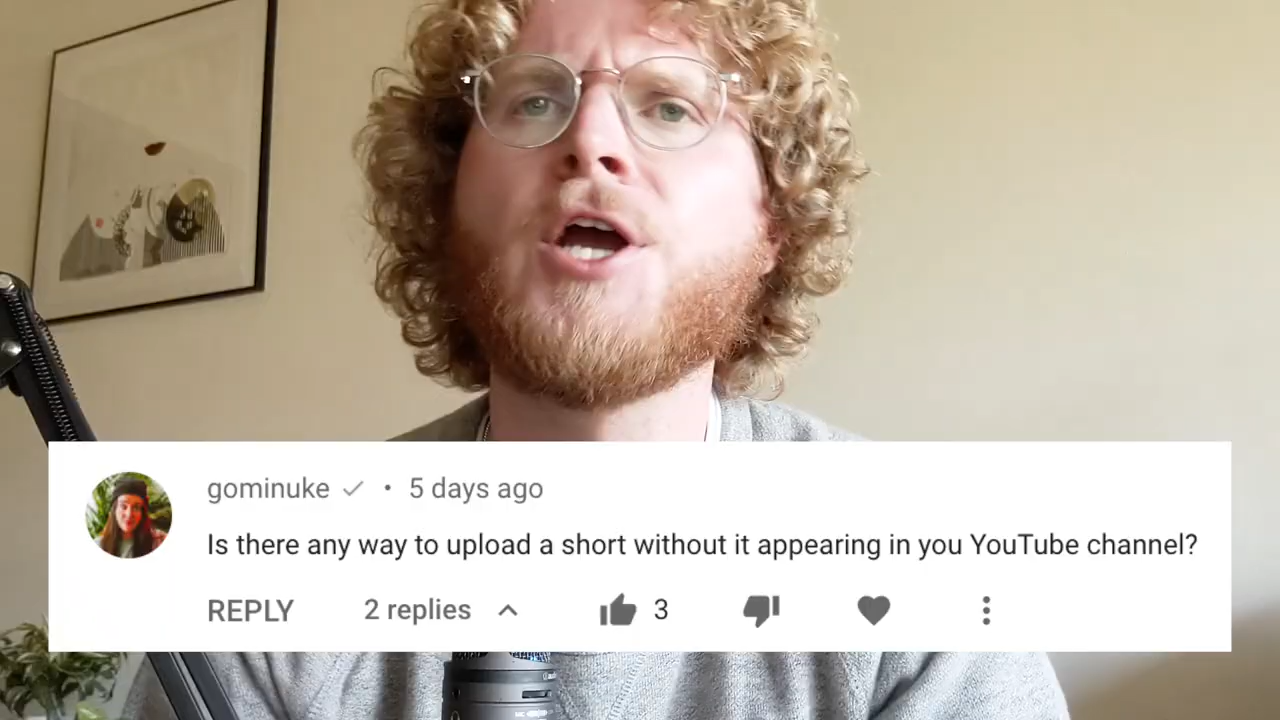 gominuke ✓ • 5 days ago
Is there any way to upload a short without it appearing in you YouTube channel?
REPLY 2 replies 3